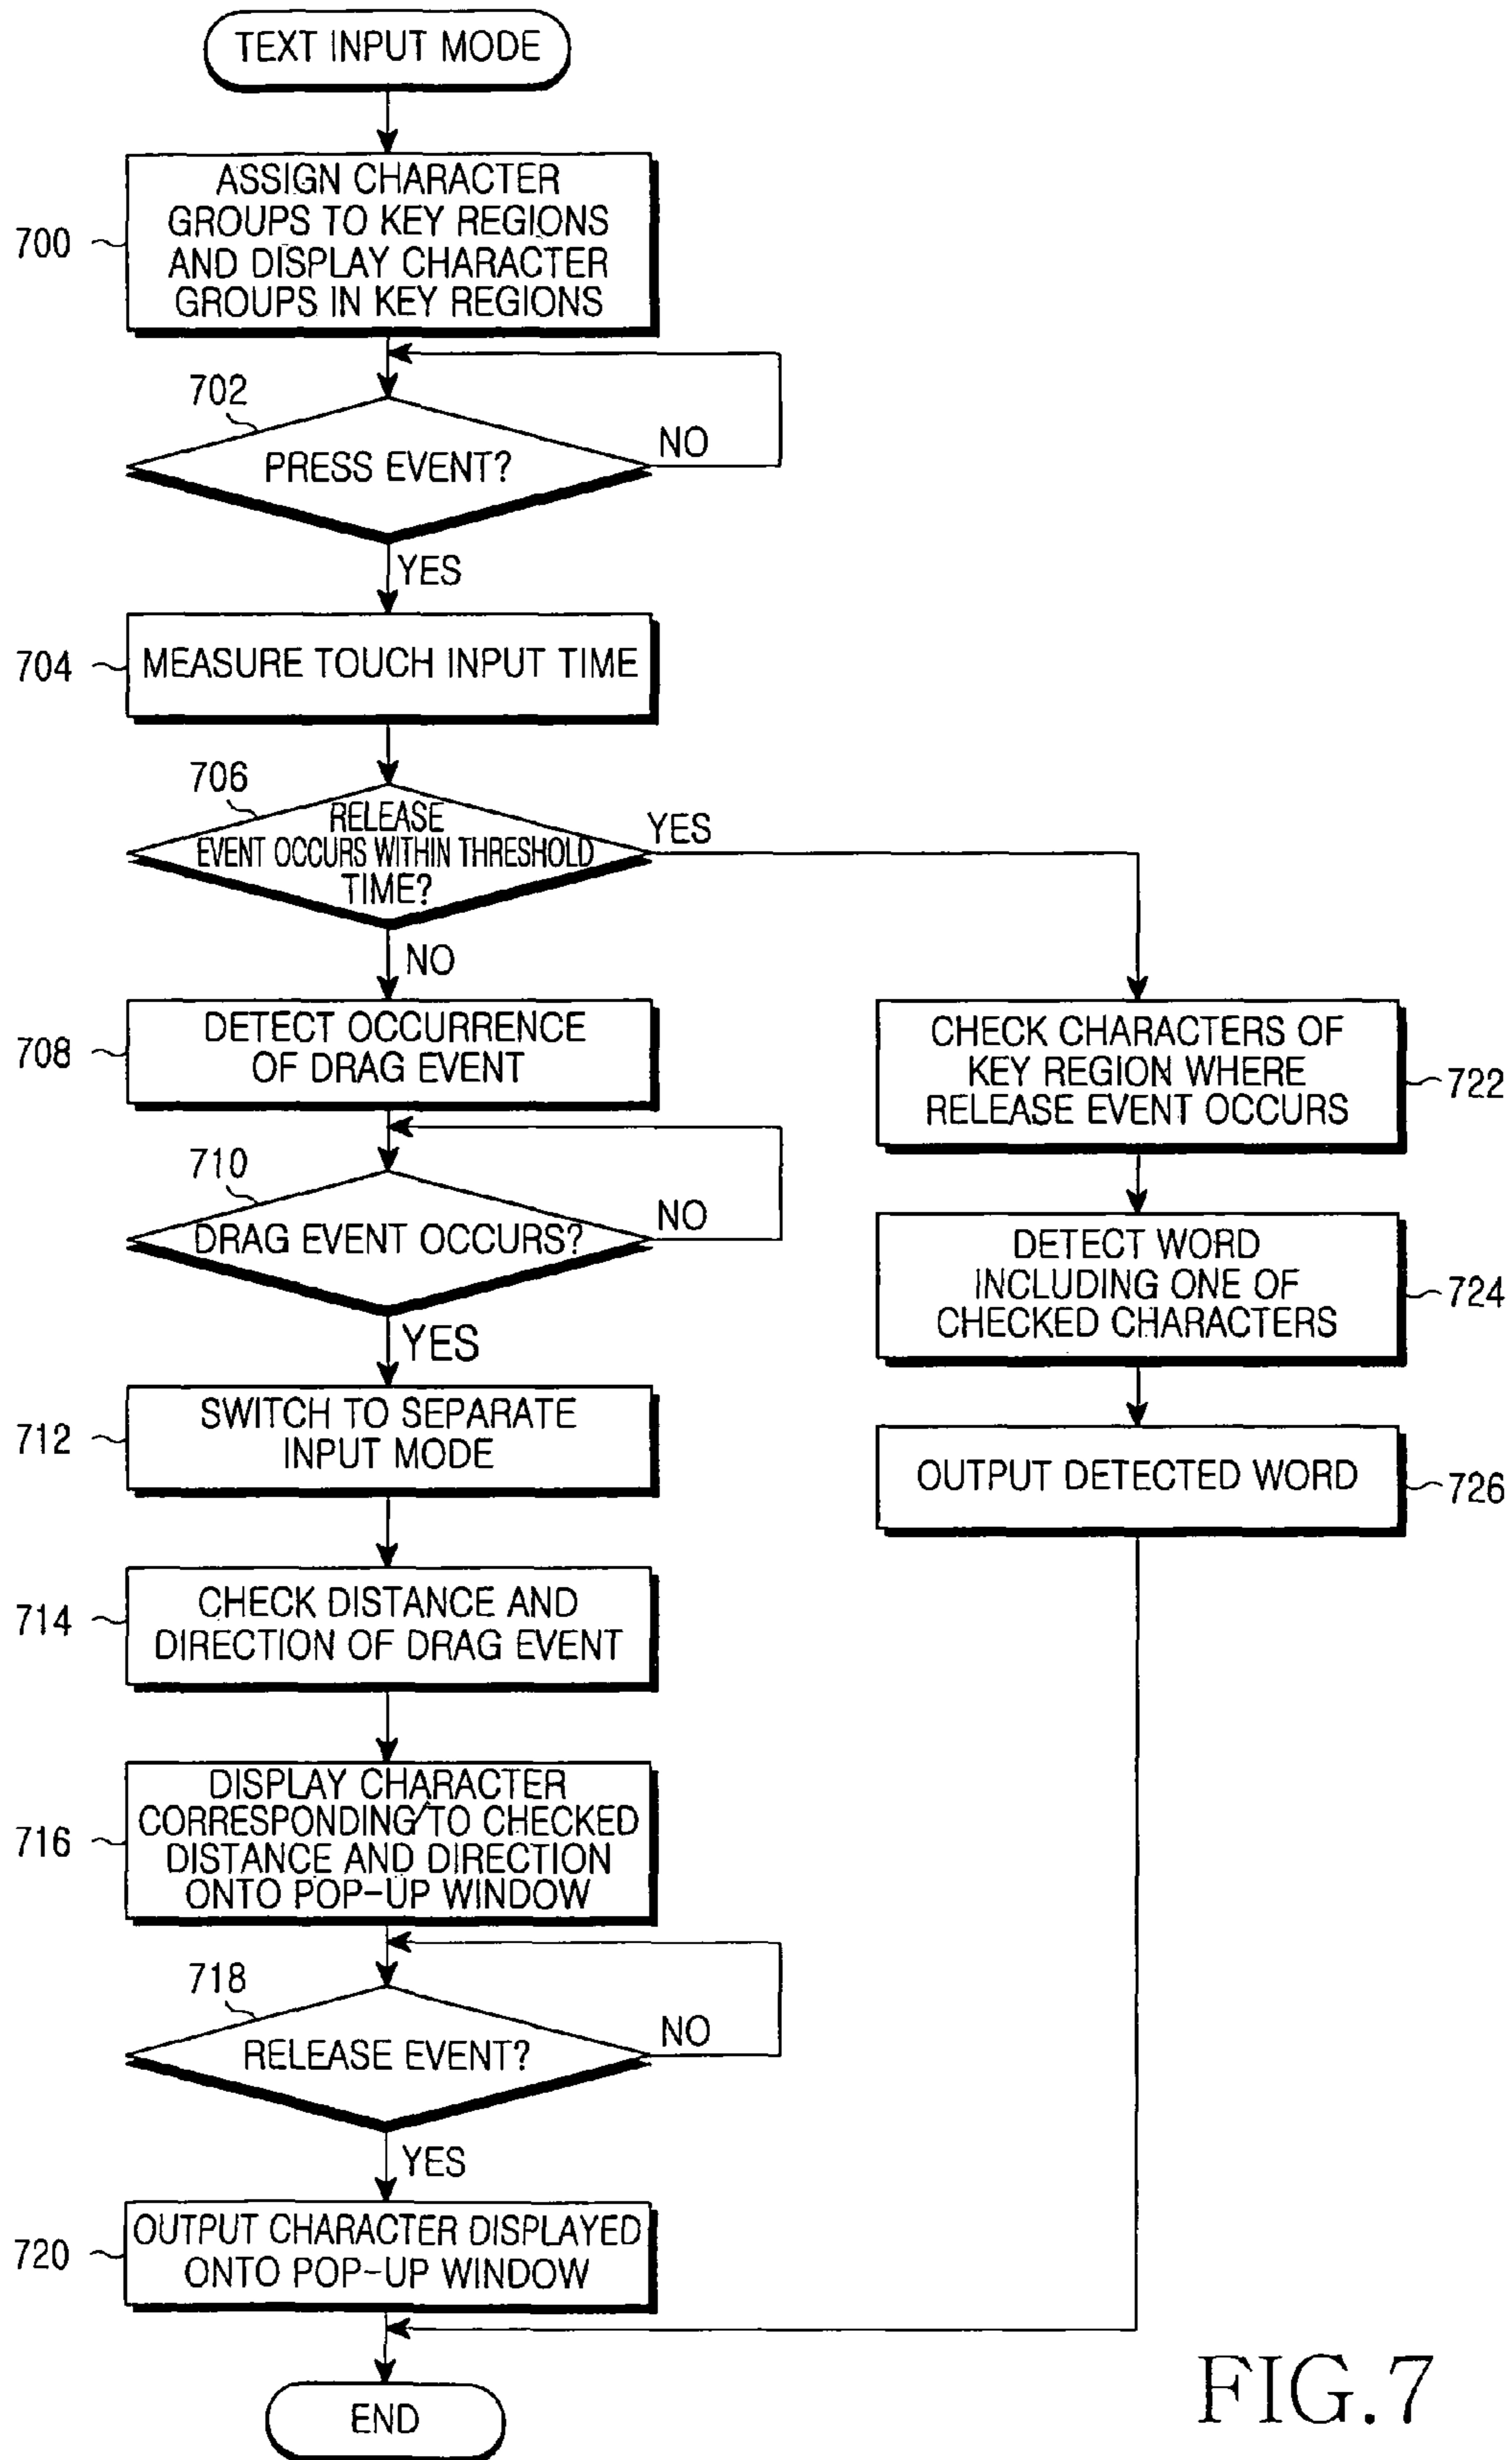 TEXT INPUT MODE
700
ASSIGN CHARACTER
GROUPS TO KEY REGIONS
AND DISPLAY CHARACTER
GROUPS IN KEY REGIONS
702
PRESS EVENT?
NO
YES
704
MEASURE TOUCH INPUT TIME
706
RELEASE
EVENT OCCURS WITHIN THRESHOLD
TIME?
YES
NO
708
DETECT OCCURRENCE
OF DRAG EVENT
710
DRAG EVENT OCCURS?
NO
YES
712
SWITCH TO SEPARATE
INPUT MODE
714
CHECK DISTANCE AND
DIRECTION OF DRAG EVENT
716
DISPLAY CHARACTER
CORRESPONDING TO CHECKED
DISTANCE AND DIRECTION
ONTO POP-UP WINDOW
718
RELEASE EVENT?
NO
YES
720
OUTPUT CHARACTER DISPLAYED
ONTO POP-UP WINDOW
CHECK CHARACTERS OF
KEY REGION WHERE
RELEASE EVENT OCCURS
722
DETECT WORD
INCLUDING ONE OF
CHECKED CHARACTERS
724
OUTPUT DETECTED WORD
726
END
FIG.7